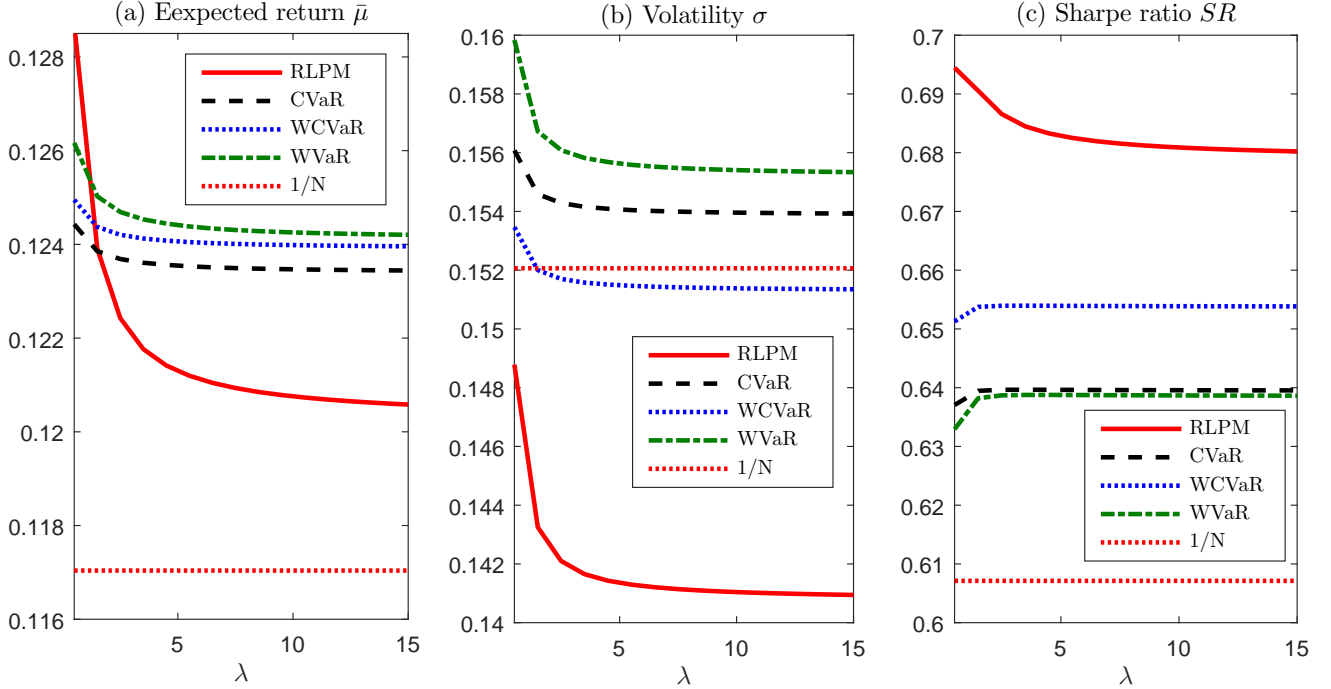 (a) Eexpected return μ̄
0.128
0.126
0.124
0.122
0.12
0.118
0.116
5
10
15
λ
RLPM
CVaR
WCVaR
WVaR
1/N
(b) Volatility σ
0.16
0.158
0.156
0.154
0.152
0.15
0.148
0.146
0.144
0.142
0.14
5
10
15
λ
RLPM
CVaR
WCVaR
WVaR
1/N
(c) Sharpe ratio SR
0.7
0.69
0.68
0.67
0.66
0.65
0.64
0.63
0.62
0.61
0.6
5
10
15
λ
RLPM
CVaR
WCVaR
WVaR
1/N